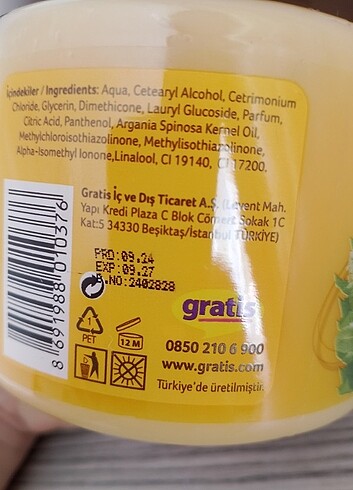 İçindekiler / Ingredients: Aqua, Cetearyl Alcohol, Cetrimonium
Chloride, Glycerin, Dimethicone, Lauryl Glucoside, Parfum,
Citric Acid, Panthenol, Argania Spinosa Kernel Oil,
Methylchloroisothiazolinone, Methylisothiazolinone,
Alpha-Isomethyl Ionone,Linalool, CI 19140, CI 17200.
Gratis İç ve Dış Ticaret A.Ş. (Levent Mah.
Yapı Kredi Plaza C Blok Cömert Sokak 1C
Kat:5 34330 Beşiktaş/İstanbul TÜRKİYE)
PRD:09.24
EXP:09.27
B.NO:2402828
8 691988 010376
gratis
1
PET
12 M
0850 210 6 900
www.gratis.com
Türkiye'de üretilmiştir.